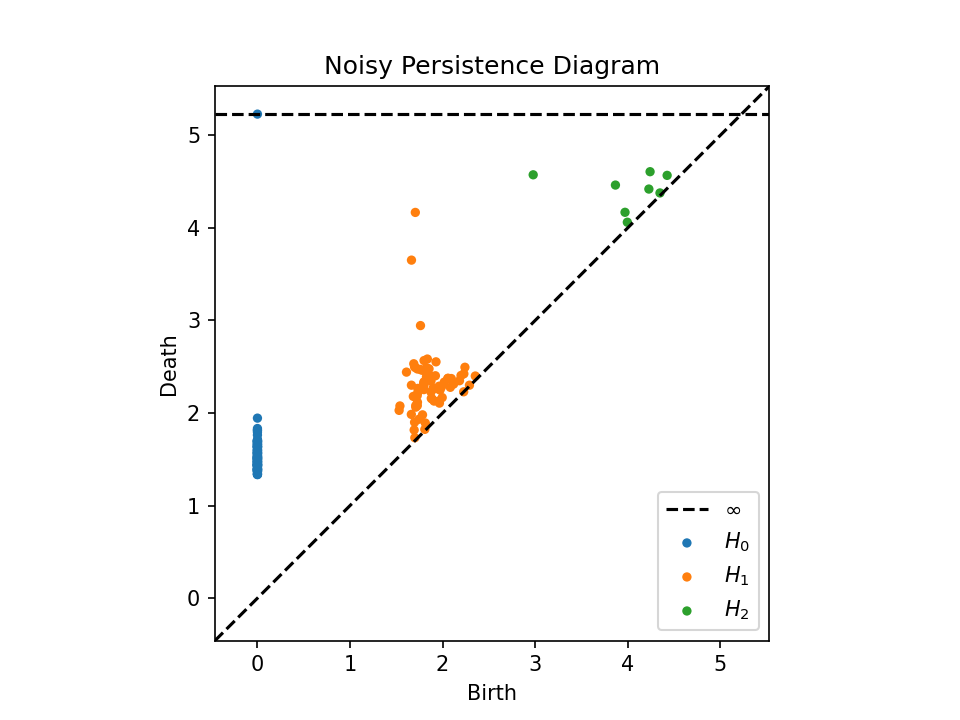 Noisy Persistence Diagram
Death
5
4
3
2
1
0
0 1 2 3 4 5
Birth
∞
H₀
H₁
H₂